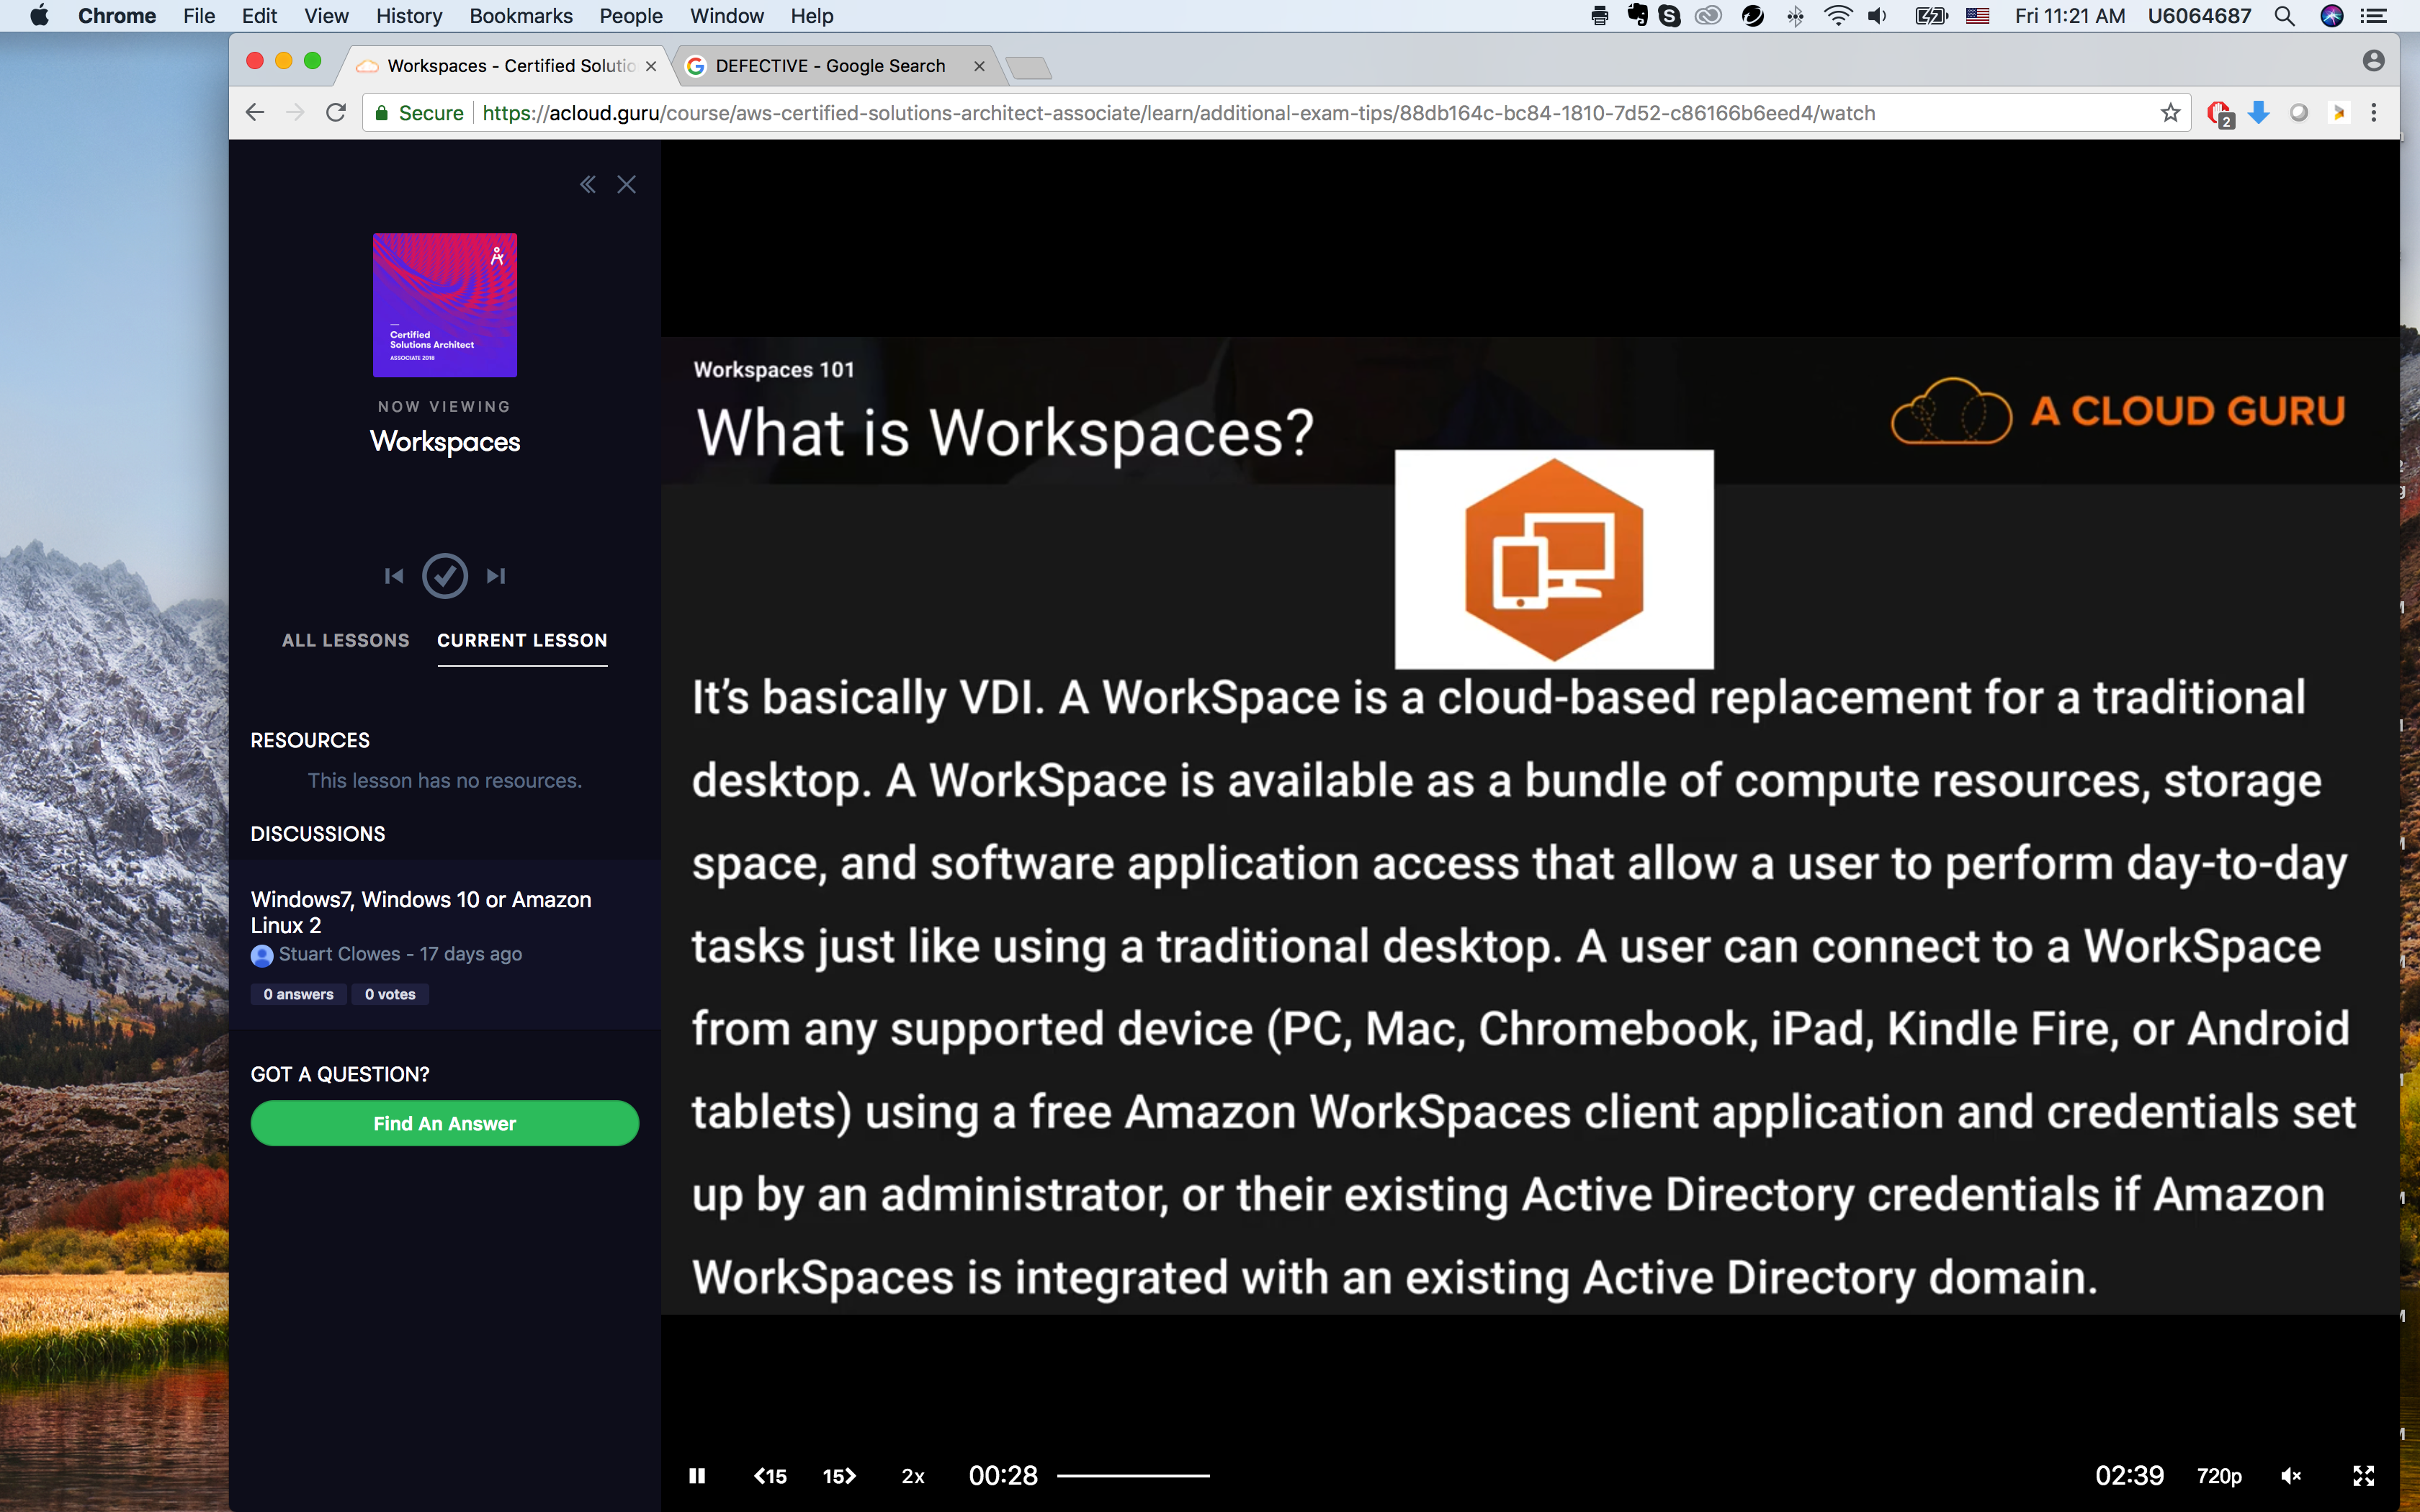 Chrome File Edit View History Bookmarks People Window Help
Fri 11:21 AM U6064687
Workspaces - Certified Solutio
DEFECTIVE - Google Search
Secure https://acloud.guru/course/aws-certified-solutions-architect-associate/learn/additional-exam-tips/88db164c-bc84-1810-7d52-c86166b6eed4/watch
2
Certified
Solutions Architect
ASSOCIATE 2018
NOW VIEWING
Workspaces
ALL LESSONS CURRENT LESSON
RESOURCES
This lesson has no resources.
DISCUSSIONS
Windows7, Windows 10 or Amazon
Linux 2
Stuart Clowes - 17 days ago
0 answers 0 votes
GOT A QUESTION?
Find An Answer
Workspaces 101
What is Workspaces?
A CLOUD GURU
It’s basically VDI. A WorkSpace is a cloud-based replacement for a traditional
desktop. A WorkSpace is available as a bundle of compute resources, storage
space, and software application access that allow a user to perform day-to-day
tasks just like using a traditional desktop. A user can connect to a WorkSpace
from any supported device (PC, Mac, Chromebook, iPad, Kindle Fire, or Android
tablets) using a free Amazon WorkSpaces client application and credentials set
up by an administrator, or their existing Active Directory credentials if Amazon
WorkSpaces is integrated with an existing Active Directory domain.
15 15 2x 00:28 02:39 720p